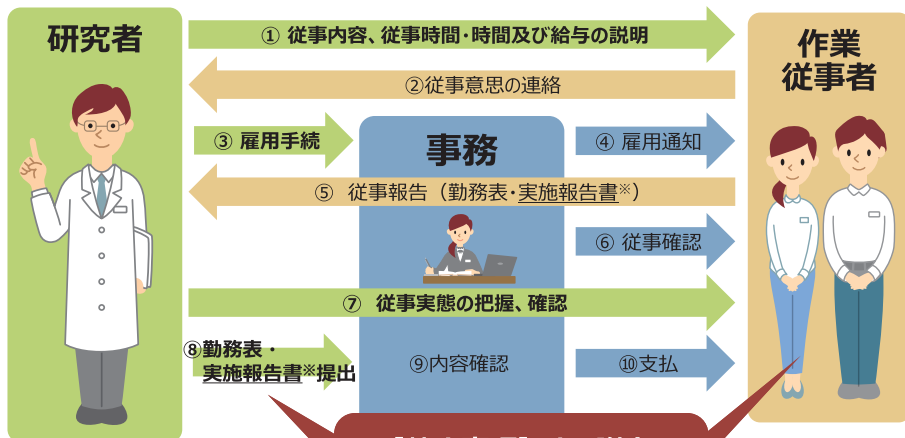 研究者
① 従事内容、従事時間・時間及び給与の説明
作業
従事者
②従事意思の連絡
③ 雇用手続
事務
④ 雇用通知
⑤ 従事報告（勤務表・実施報告書※）
⑥ 従事確認
⑦ 従事実態の把握、確認
⑧勤務表・
実施報告書※提出
⑨内容確認
⑩支払